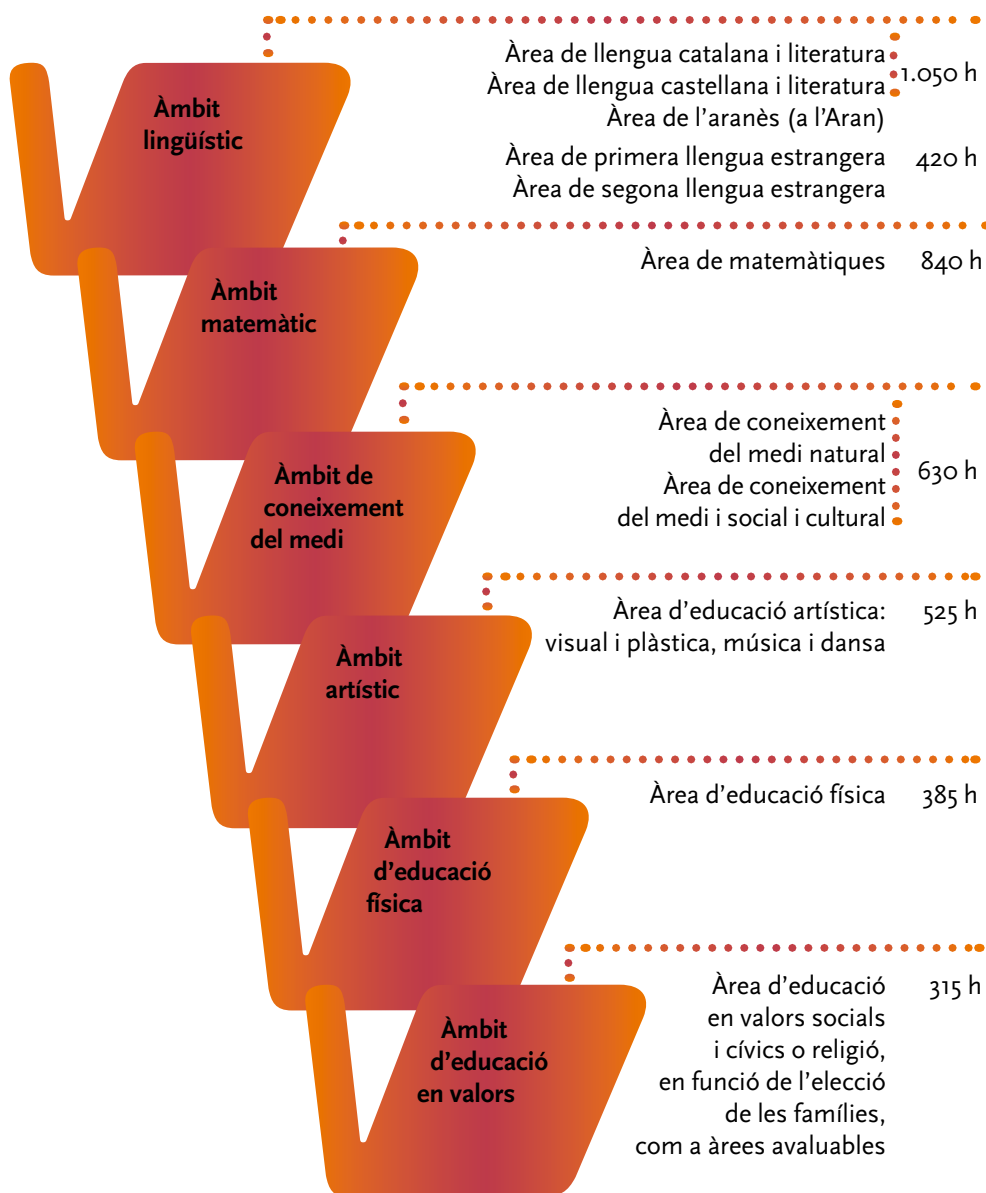 Àmbit
lingüístic
Àrea de llengua catalana i literatura
Àrea de llengua castellana i literatura
1.050 h
Àrea de l’aranès (a l’Aran)
Àrea de primera llengua estrangera 420 h
Àrea de segona llengua estrangera
Àmbit
matemàtic
Àrea de matemàtiques 840 h
Àmbit de
coneixement
del medi
Àrea de coneixement
del medi natural
Àrea de coneixement
del medi i social i cultural
630 h
Àmbit
artístic
Àrea d’educació artística: 525 h
visual i plàstica, música i dansa
Àmbit
d’educació
física
Àrea d’educació física 385 h
Àmbit
d’educació
en valors
Àrea d’educació 315 h
en valors socials
i cívics o religió,
en funció de l’elecció
de les famílies,
com a àrees avaluables